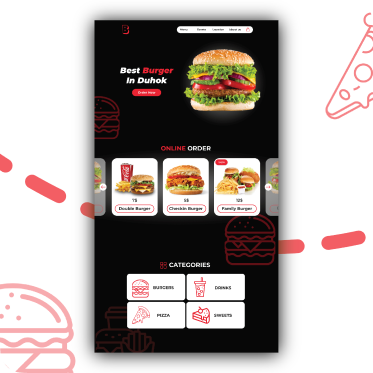 Menu Orders Location About us
Best Burger
In Duhok
Order Now
ONLINE ORDER
7$ 5$ 12$
Double Burger Checkin Burger Family Burger
CATEGORIES
BURGERS DRINKS
PIZZA SWEETS